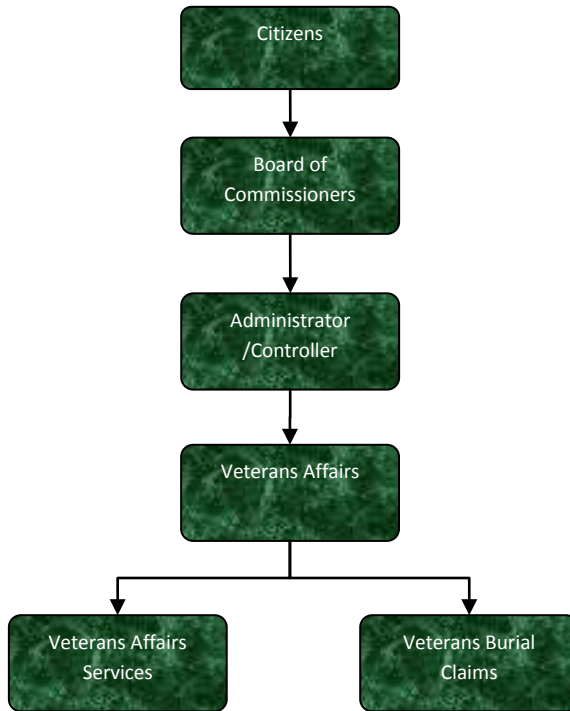 Citizens
Board of
Commissioners
Administrator
/Controller
Veterans Affairs
Veterans Affairs
Services
Veterans Burial
Claims